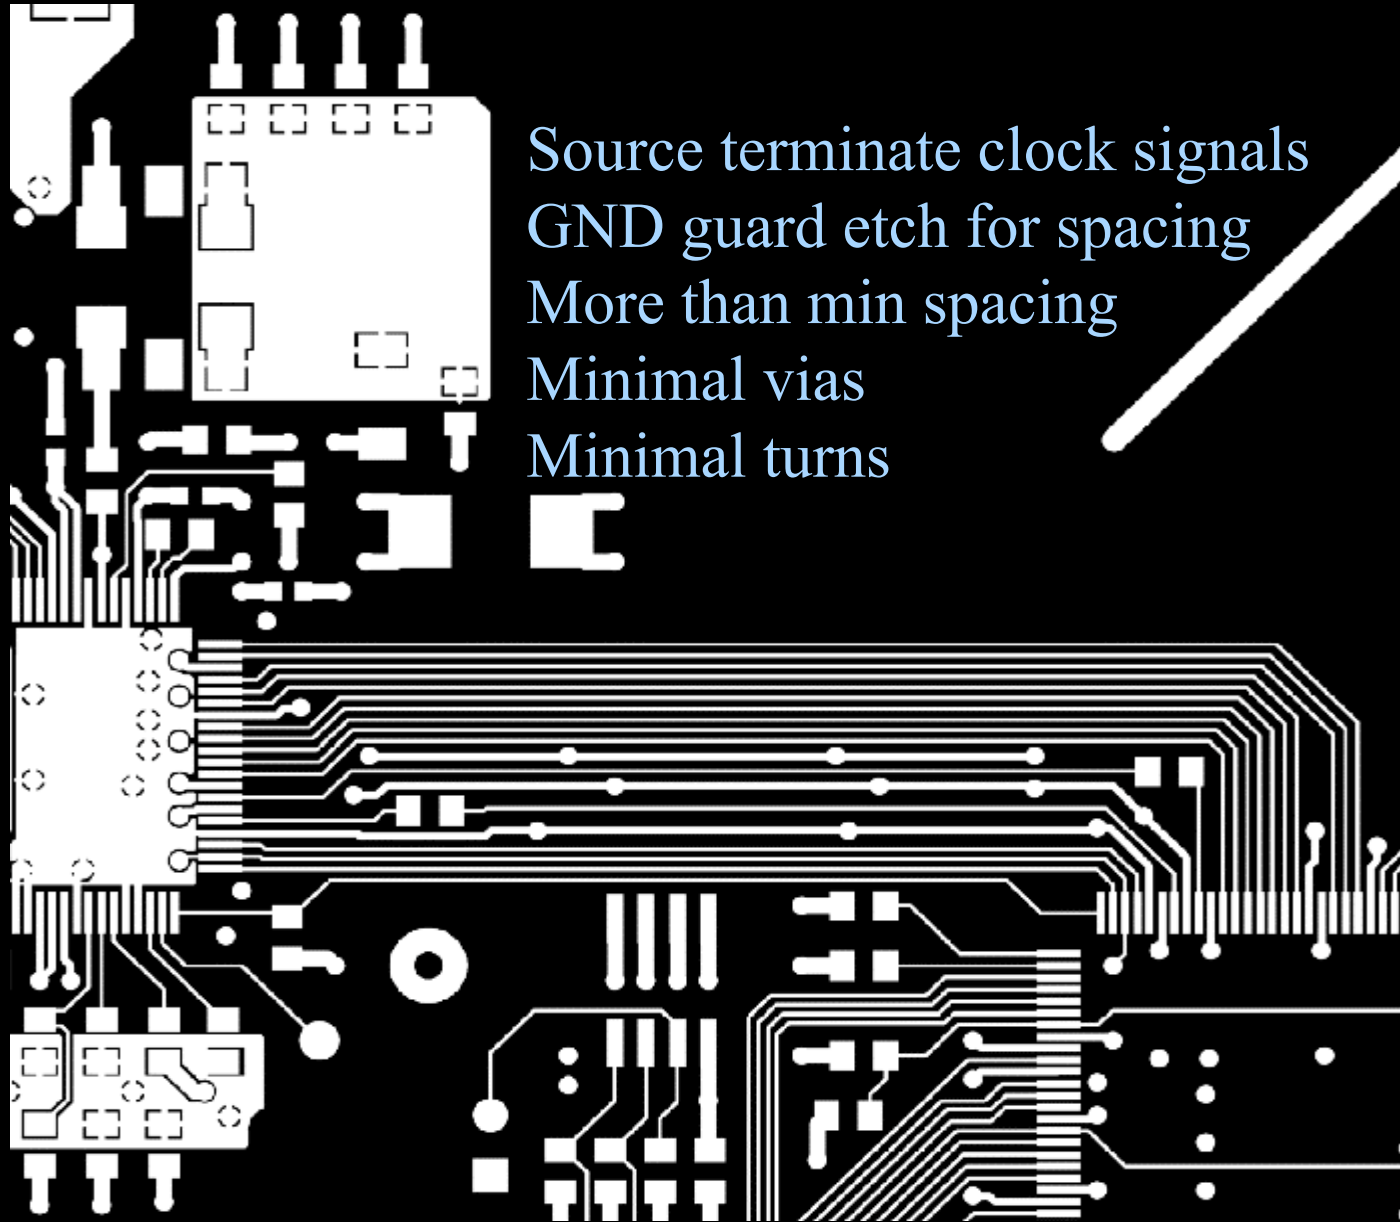 Source terminate clock signals
GND guard etch for spacing
More than min spacing
Minimal vias
Minimal turns